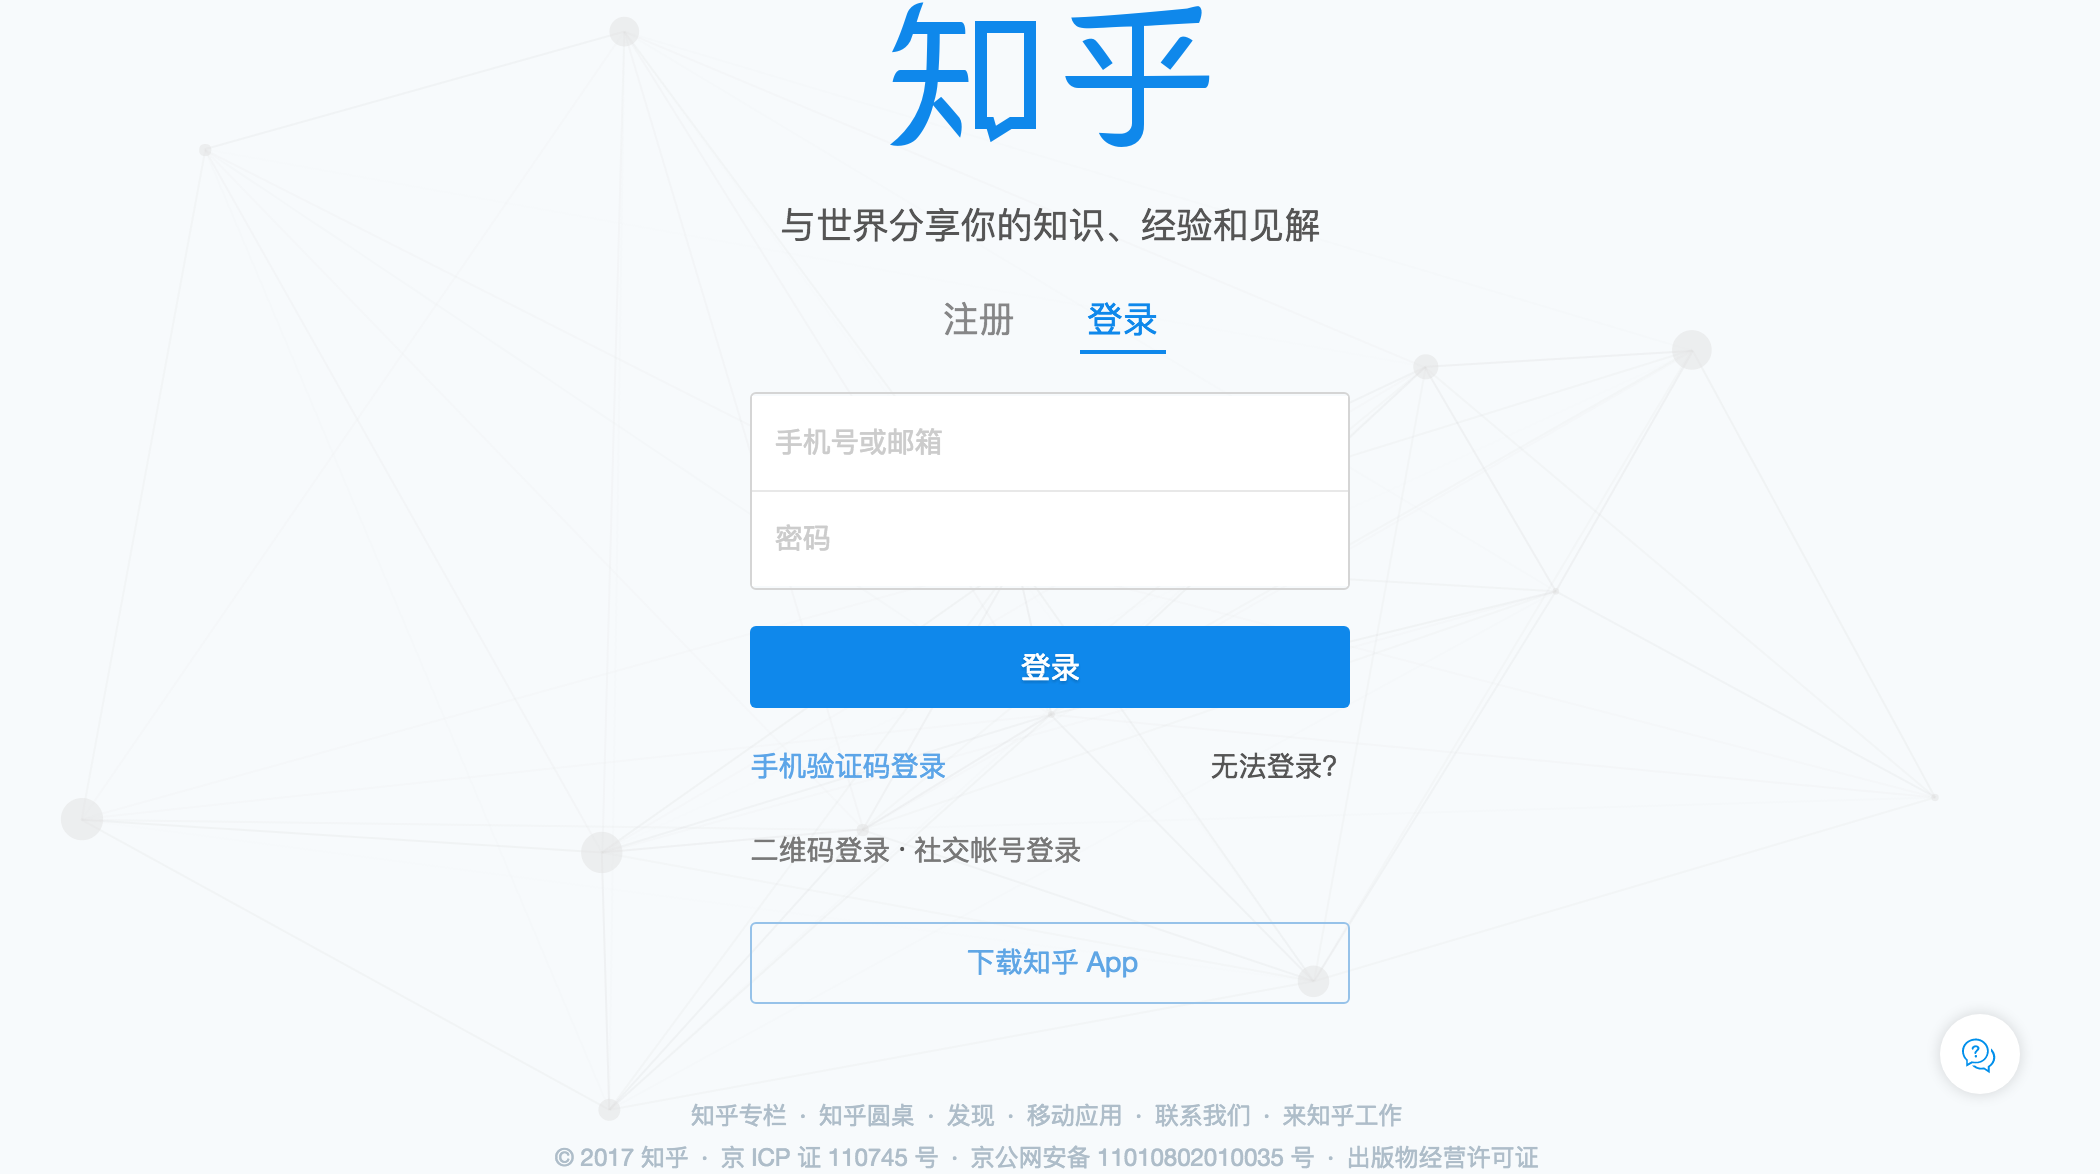 知乎
与世界分享你的知识、经验和见解
注册 登录
手机号或邮箱
密码
登录
手机验证码登录 无法登录?
二维码登录 · 社交帐号登录
下载知乎 App
?
知乎专栏 · 知乎圆桌 · 发现 · 移动应用 · 联系我们 · 来知乎工作
© 2017 知乎 · 京 ICP 证 110745 号 · 京公网安备 11010802010035 号 · 出版物经营许可证